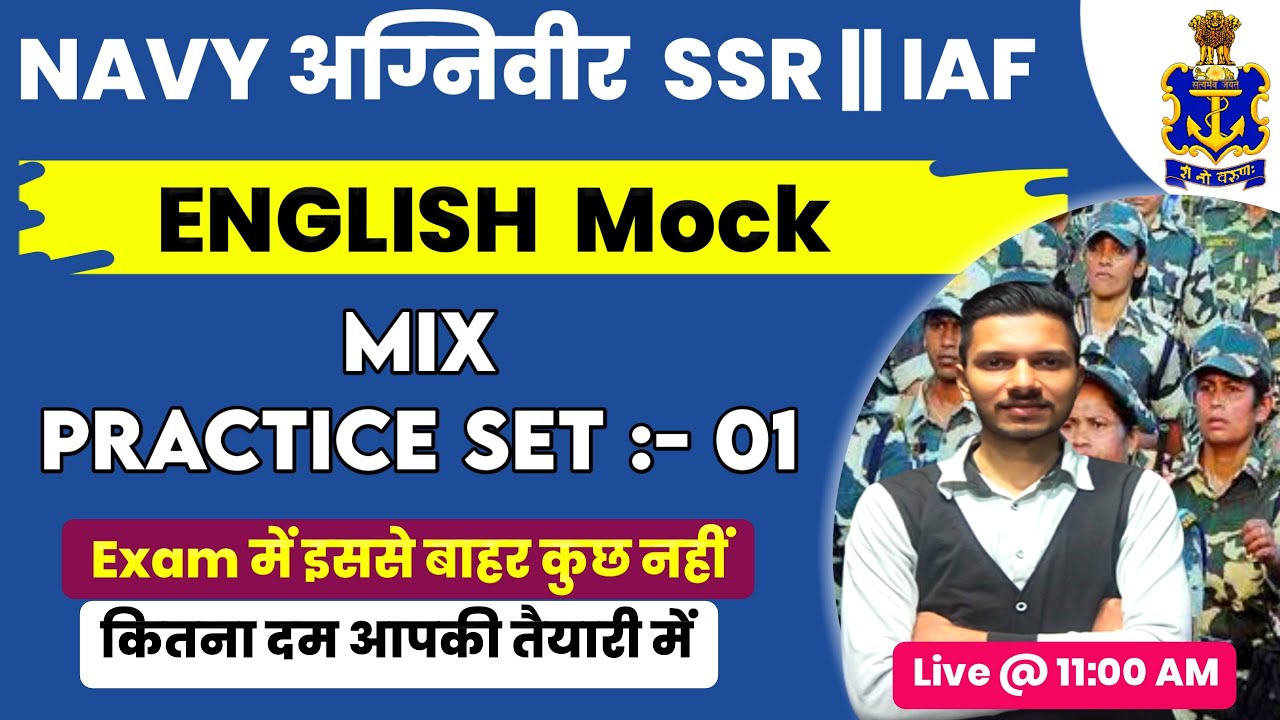 NAVY अग्निवीर SSR || IAF
सत्यमेव जयते
ENGLISH Mock
शं नो वरुणः
MIX
PRACTICE SET :- 01
Exam में इससे बाहर कुछ नहीं
कितना दम आपकी तैयारी में
Live @ 11:00 AM